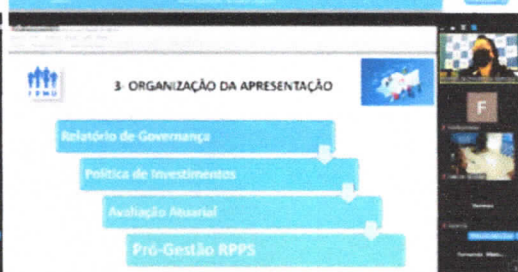 3- ORGANIZAÇÃO DA APRESENTAÇÃO
Relatório de Governança
Política de Investimentos
Avaliação Atuarial
Pró-Gestão RPPS
F